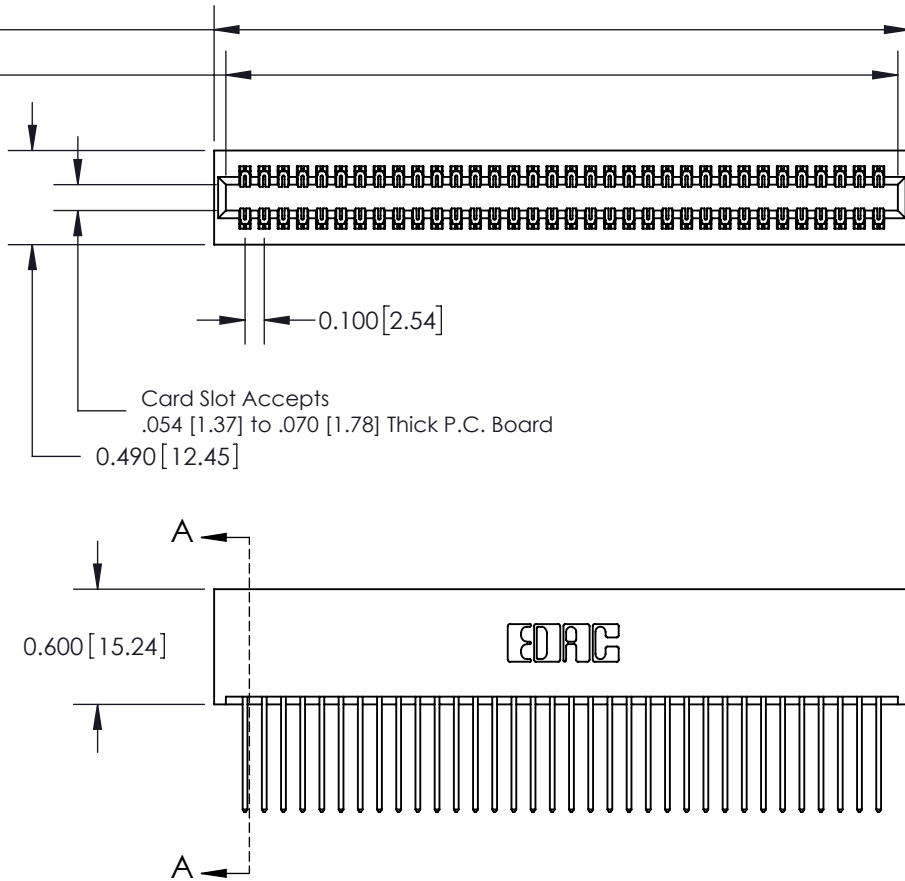 0.100[2.54]
Card Slot Accepts
.054 [1.37] to .070 [1.78] Thick P.C. Board
0.490[12.45]
A
0.600[15.24]
EDAC
A